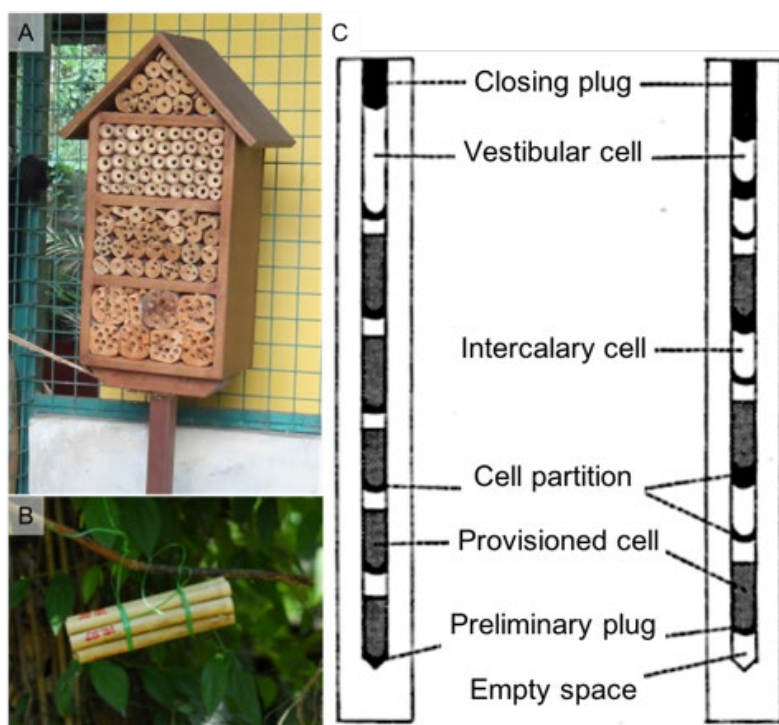 A
C
Closing plug
Vestibular cell
Intercalary cell
Cell partition
Provisioned cell
Preliminary plug
Empty space
B